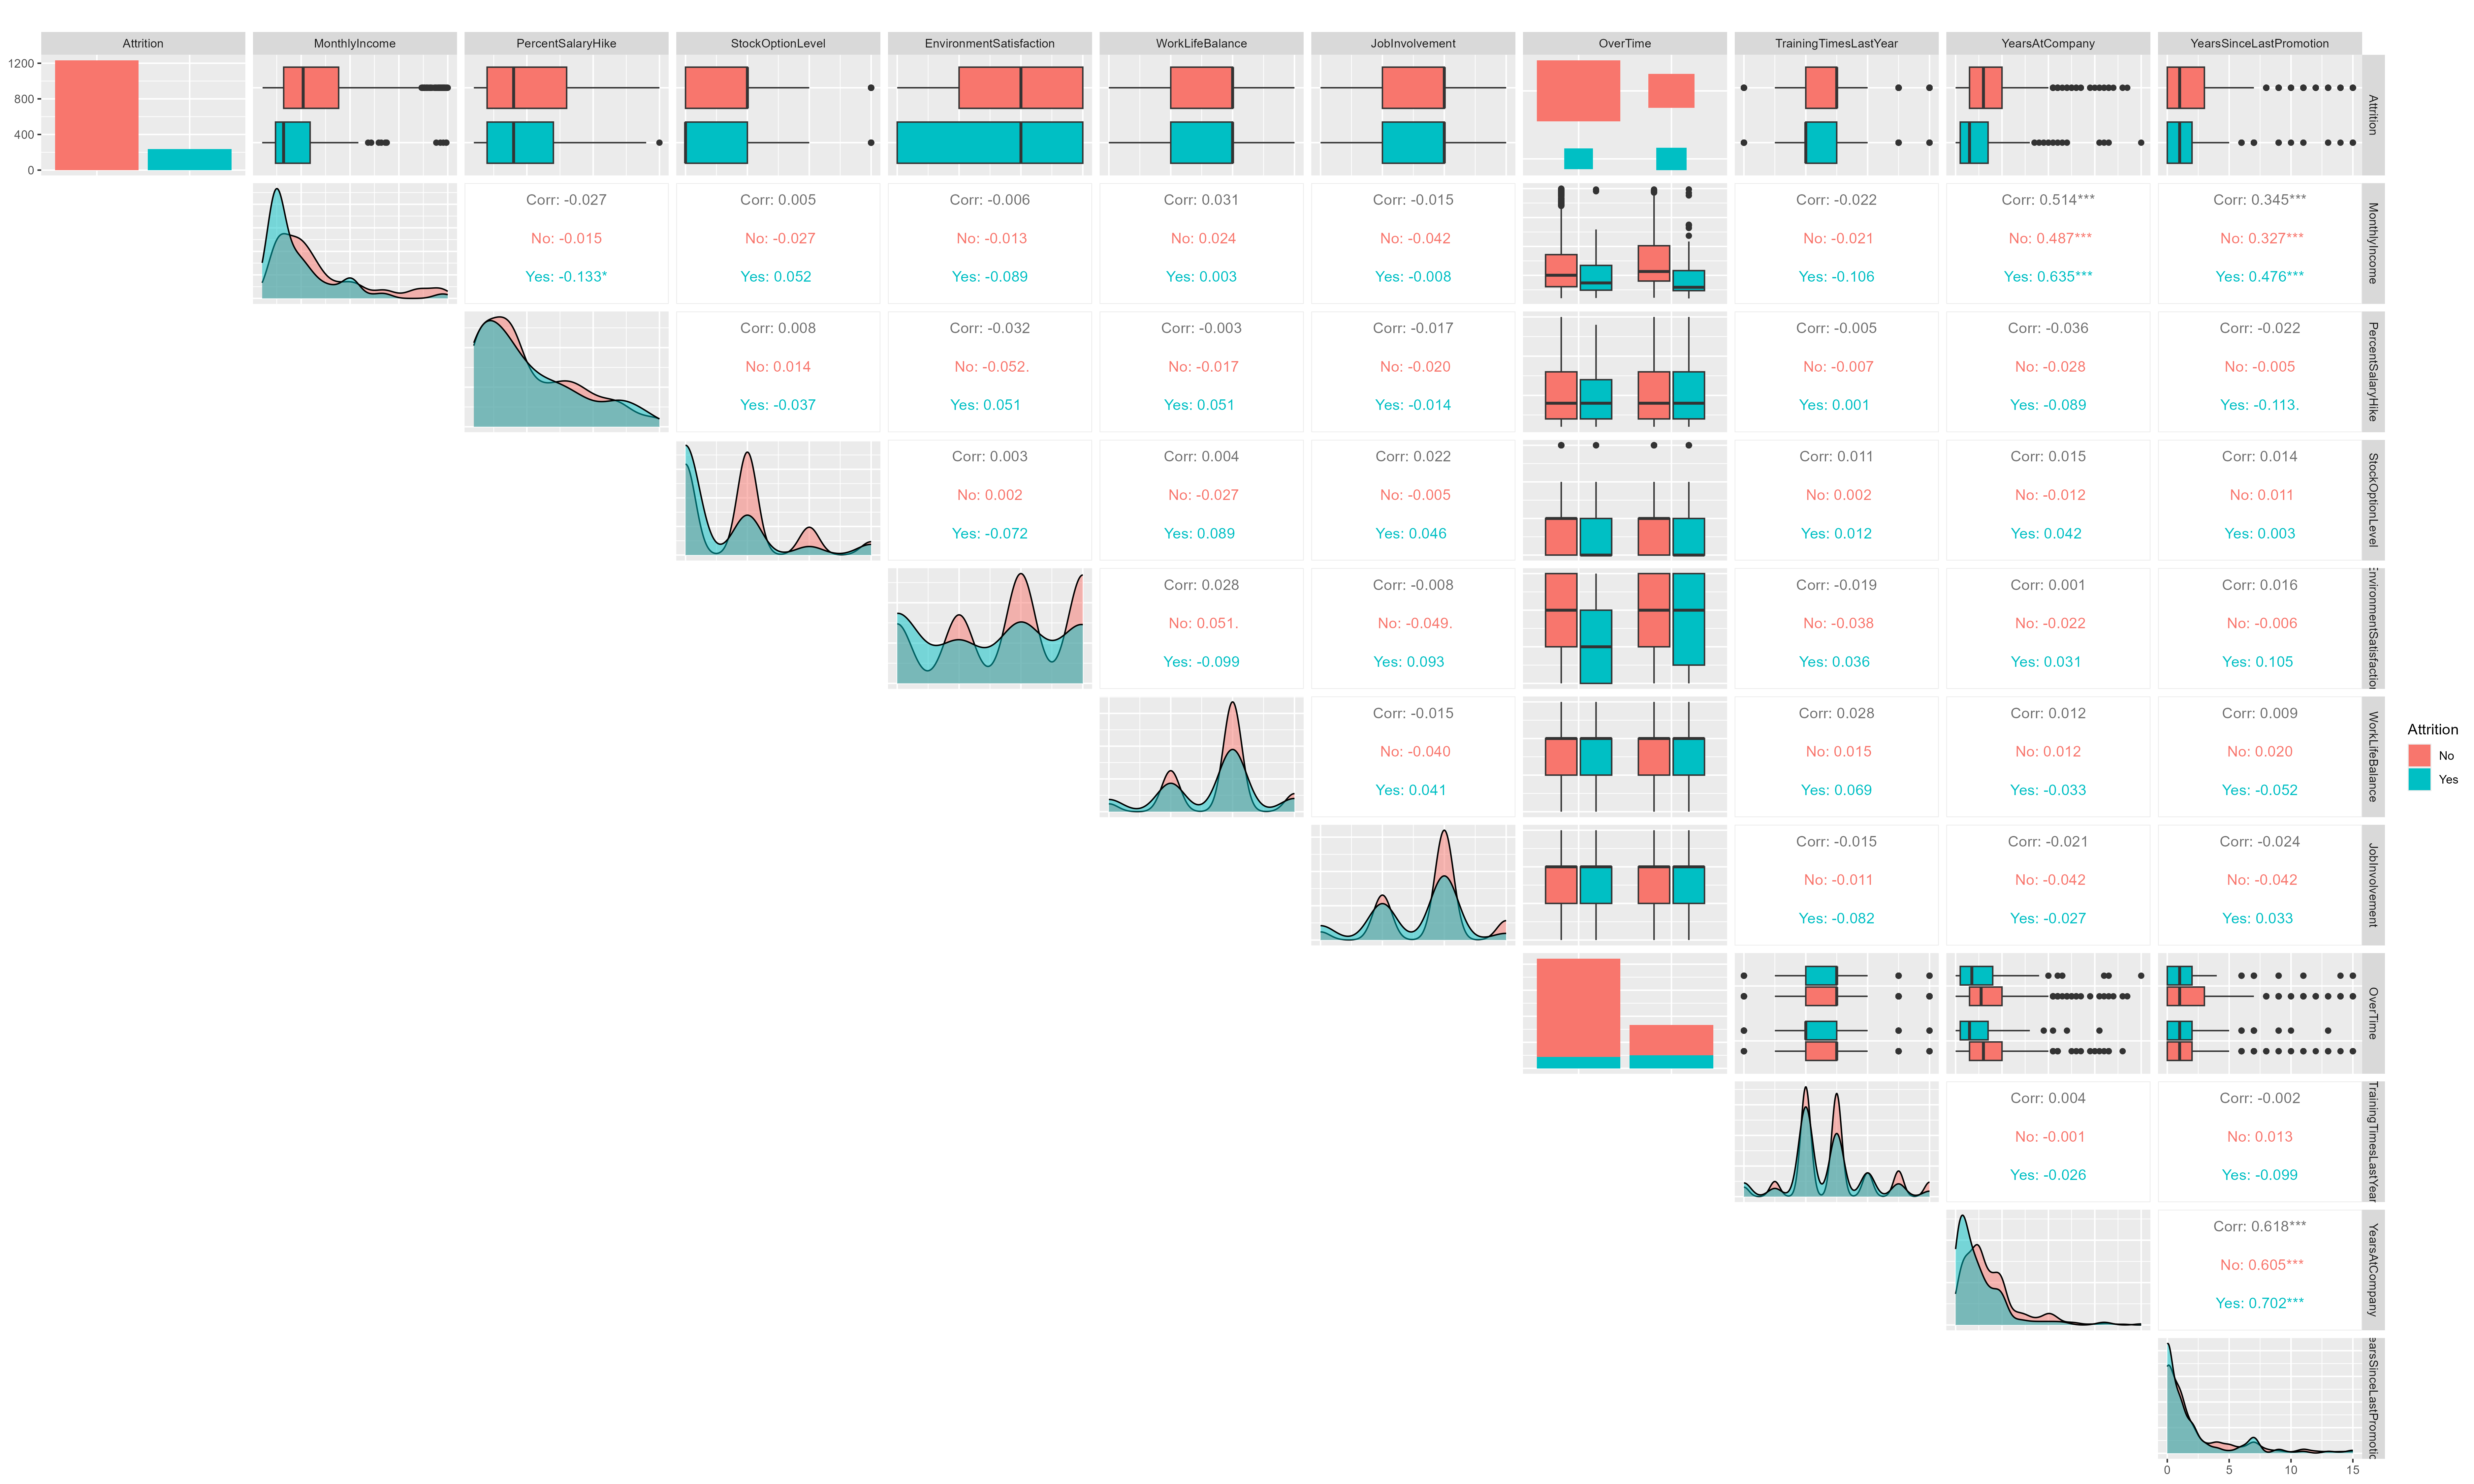 Attrition
MonthlyIncome
PercentSalaryHike
StockOptionLevel
EnvironmentSatisfaction
WorkLifeBalance
JobInvolvement
OverTime
TrainingTimesLastYear
YearsAtCompany
YearsSinceLastPromotion
1200
800
400
0
Attrition
Corr: -0.027
No: -0.015
Yes: -0.133*
Corr: 0.005
No: -0.027
Yes: 0.052
Corr: -0.006
No: -0.013
Yes: -0.089
Corr: 0.031
No: 0.024
Yes: 0.003
Corr: -0.015
No: -0.042
Yes: -0.008
Corr: -0.022
No: -0.021
Yes: -0.106
Corr: 0.514***
No: 0.487***
Yes: 0.635***
Corr: 0.345***
No: 0.327***
Yes: 0.476***
MonthlyIncome
Corr: 0.008
No: 0.014
Yes: -0.037
Corr: -0.032
No: -0.052.
Yes: 0.051
Corr: -0.003
No: -0.017
Yes: 0.051
Corr: -0.017
No: -0.020
Yes: -0.014
Corr: -0.005
No: -0.007
Yes: 0.001
Corr: -0.036
No: -0.028
Yes: -0.089
Corr: -0.022
No: -0.005
Yes: -0.113.
PercentSalaryHike
Corr: 0.003
No: 0.002
Yes: -0.072
Corr: 0.004
No: -0.027
Yes: 0.089
Corr: 0.022
No: -0.005
Yes: 0.046
Corr: 0.011
No: 0.002
Yes: 0.012
Corr: 0.015
No: -0.012
Yes: 0.042
Corr: 0.014
No: 0.011
Yes: 0.003
StockOptionLevel
Corr: 0.028
No: 0.051.
Yes: -0.099
Corr: -0.008
No: -0.049.
Yes: 0.093
Corr: -0.019
No: -0.038
Yes: 0.036
Corr: 0.001
No: -0.022
Yes: 0.031
Corr: 0.016
No: -0.006
Yes: 0.105
nvironmentSatisfaction
Corr: -0.015
No: -0.040
Yes: 0.041
Corr: 0.028
No: 0.015
Yes: 0.069
Corr: 0.012
No: 0.012
Yes: -0.033
Corr: 0.009
No: 0.020
Yes: -0.052
WorkLifeBalance
Corr: -0.015
No: -0.011
Yes: -0.082
Corr: -0.021
No: -0.042
Yes: -0.027
Corr: -0.024
No: -0.042
Yes: 0.033
JobInvolvement
OverTime
Corr: 0.004
No: -0.001
Yes: -0.026
Corr: -0.002
No: 0.013
Yes: -0.099
TrainingTimesLastYear
Corr: 0.618***
No: 0.605***
Yes: 0.702***
YearsAtCompany
earsSinceLastPromotio
0
5
10
15
Attrition
No
Yes